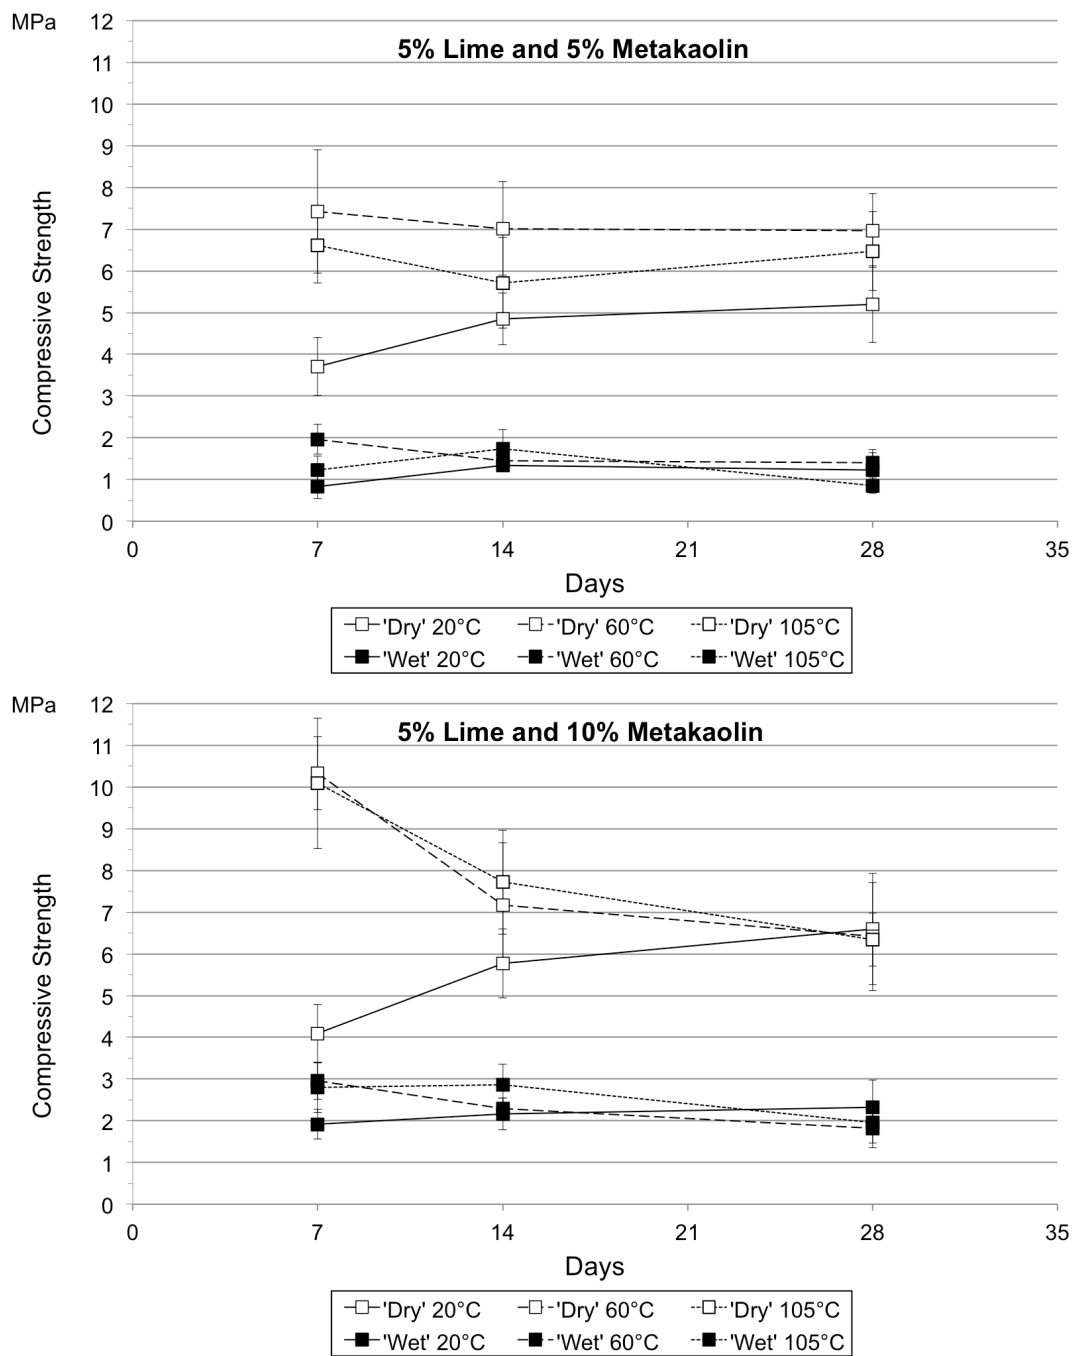 MPa
12
5% Lime and 5% Metakaolin
11
10
9
8
7
6
5
4
3
2
1
0
Compressive Strength
0 7 14 21 28 35
Days
'Dry' 20°C 'Dry' 60°C 'Dry' 105°C
'Wet' 20°C 'Wet' 60°C 'Wet' 105°C
MPa
12
5% Lime and 10% Metakaolin
11
10
9
8
7
6
5
4
3
2
1
0
Compressive Strength
0 7 14 21 28 35
Days
'Dry' 20°C 'Dry' 60°C 'Dry' 105°C
'Wet' 20°C 'Wet' 60°C 'Wet' 105°C